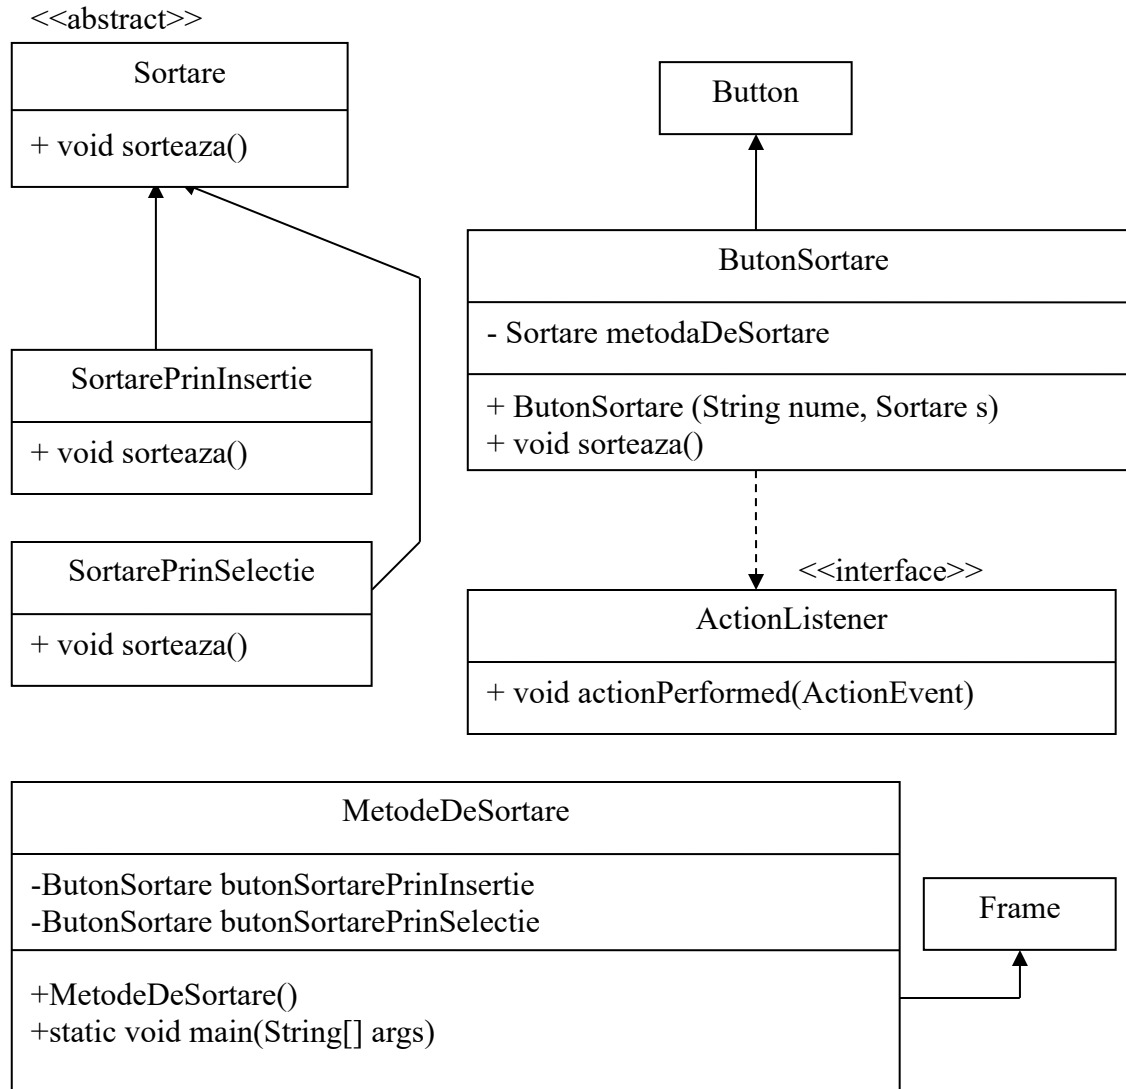 <<abstract>>
Sortare
+ void sorteaza()
Button
ButonSortare
- Sortare metodaDeSortare
+ ButonSortare (String nume, Sortare s)
+ void sorteaza()
SortarePrinInsertie
+ void sorteaza()
SortarePrinSelectie
+ void sorteaza()
<<interface>>
ActionListener
+ void actionPerformed(ActionEvent)
MetodeDeSortare
-ButonSortare butonSortarePrinInsertie
-ButonSortare butonSortarePrinSelectie
+MetodeDeSortare()
+static void main(String[] args)
Frame